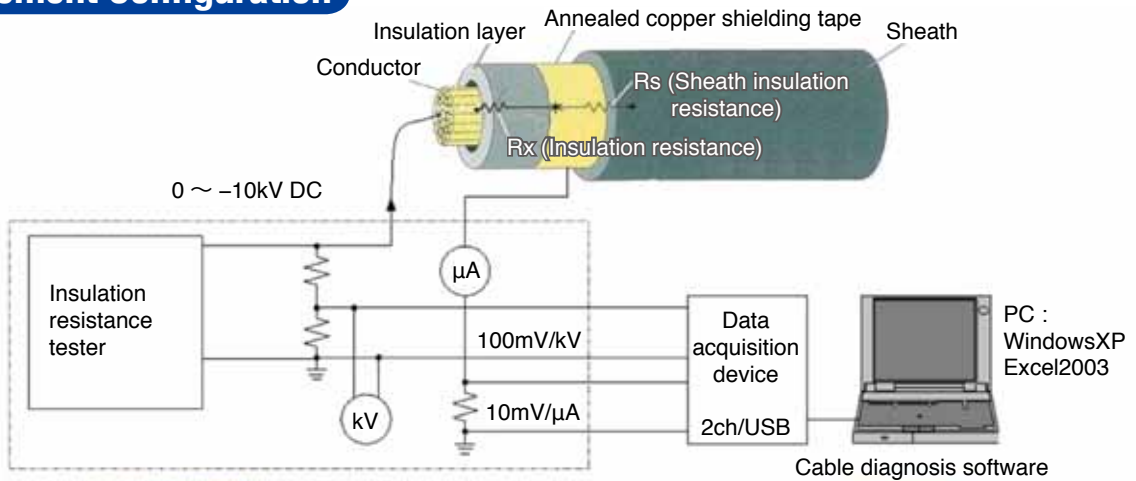 Configuration
Annealed copper shielding tape
Insulation layer
Sheath
Conductor
Rs (Sheath insulation
resistance)
Rx (Insulation resistance)
0 ～ −10kV DC
Insulation
resistance
tester
µA
kV
100mV/kV
10mV/µA
Data
acquisition
device
2ch/USB
PC :
WindowsXP
Excel2003
Cable diagnosis software